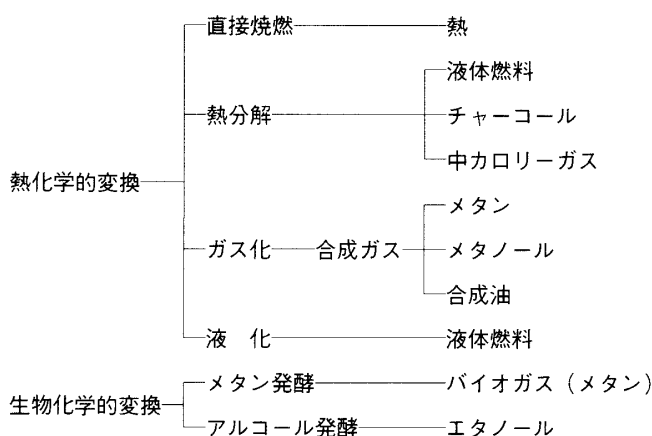 直接焼燃 熱
液体燃料
熱分解 チャーコール
中カロリーガス
熱化学的変換
メタン
ガス化 合成ガス メタノール
合成油
液 化 液体燃料
メタン発酵 バイオガス（メタン）
生物化学的変換
アルコール発酵 エタノール